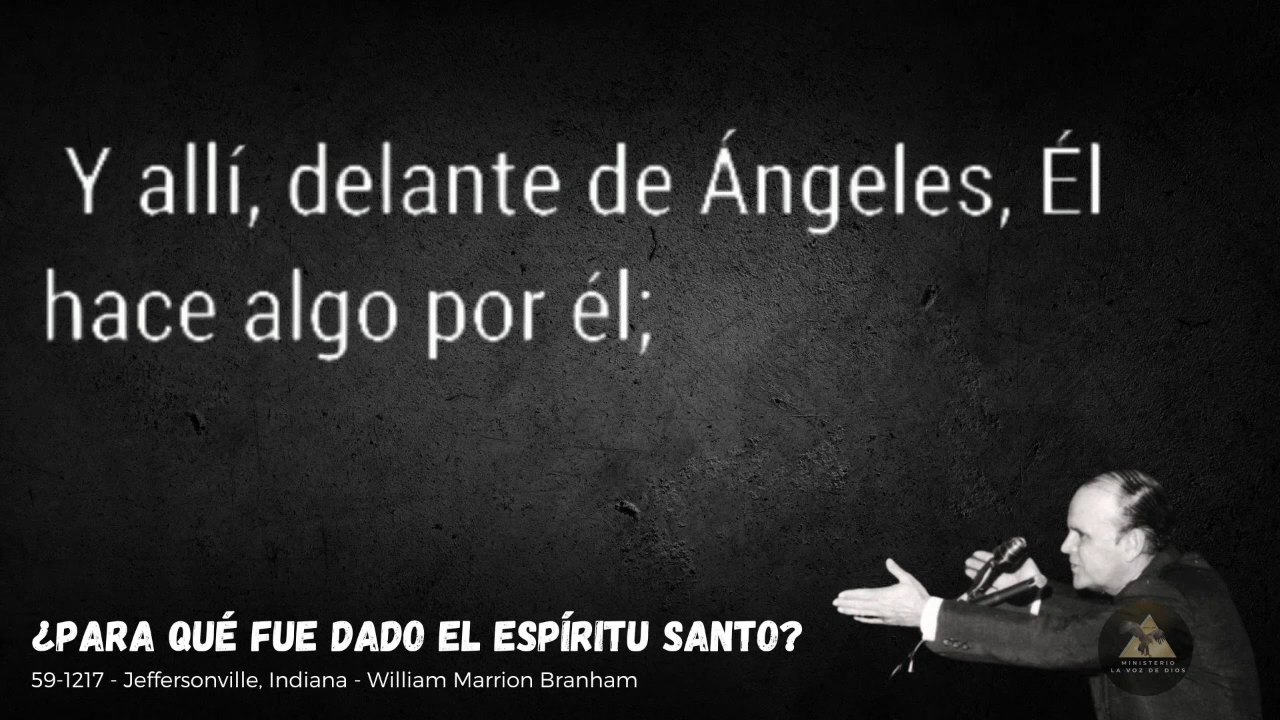 Y allí, delante de Ángeles, Él
hace algo por él;
¿PARA QUÉ FUE DADO EL ESPÍRITU SANTO?
59-1217 - Jeffersonville, Indiana - William Marrion Branham
MINISTERIO
LA VOZ DE DIOS